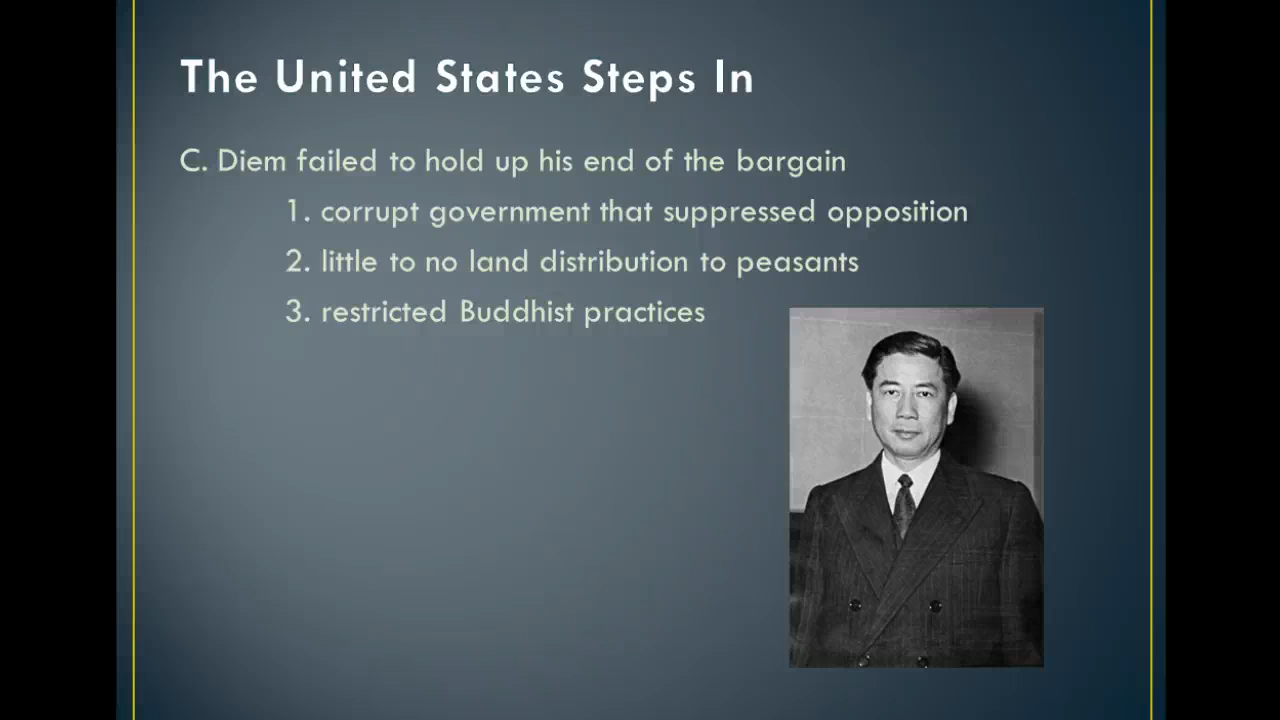 The United States Steps In
C. Diem failed to hold up his end of the bargain
1. corrupt government that suppressed opposition
2. little to no land distribution to peasants
3. restricted Buddhist practices